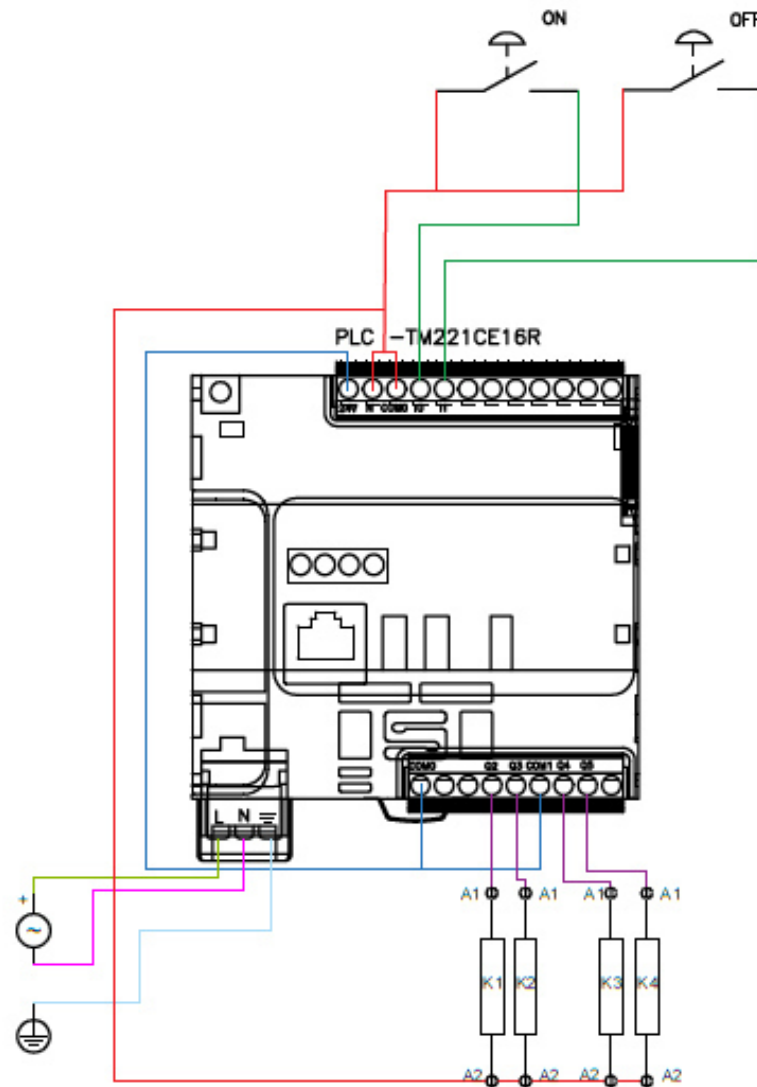 ON OFF
PLC -TM221CE16R
24V COM0 I0 I1
COM0 Q2 Q3 COM1 Q4 Q5
L N
+
~
A1 A1 A1 A1
K1 K2 K3 K4
A2 A2 A2 A2